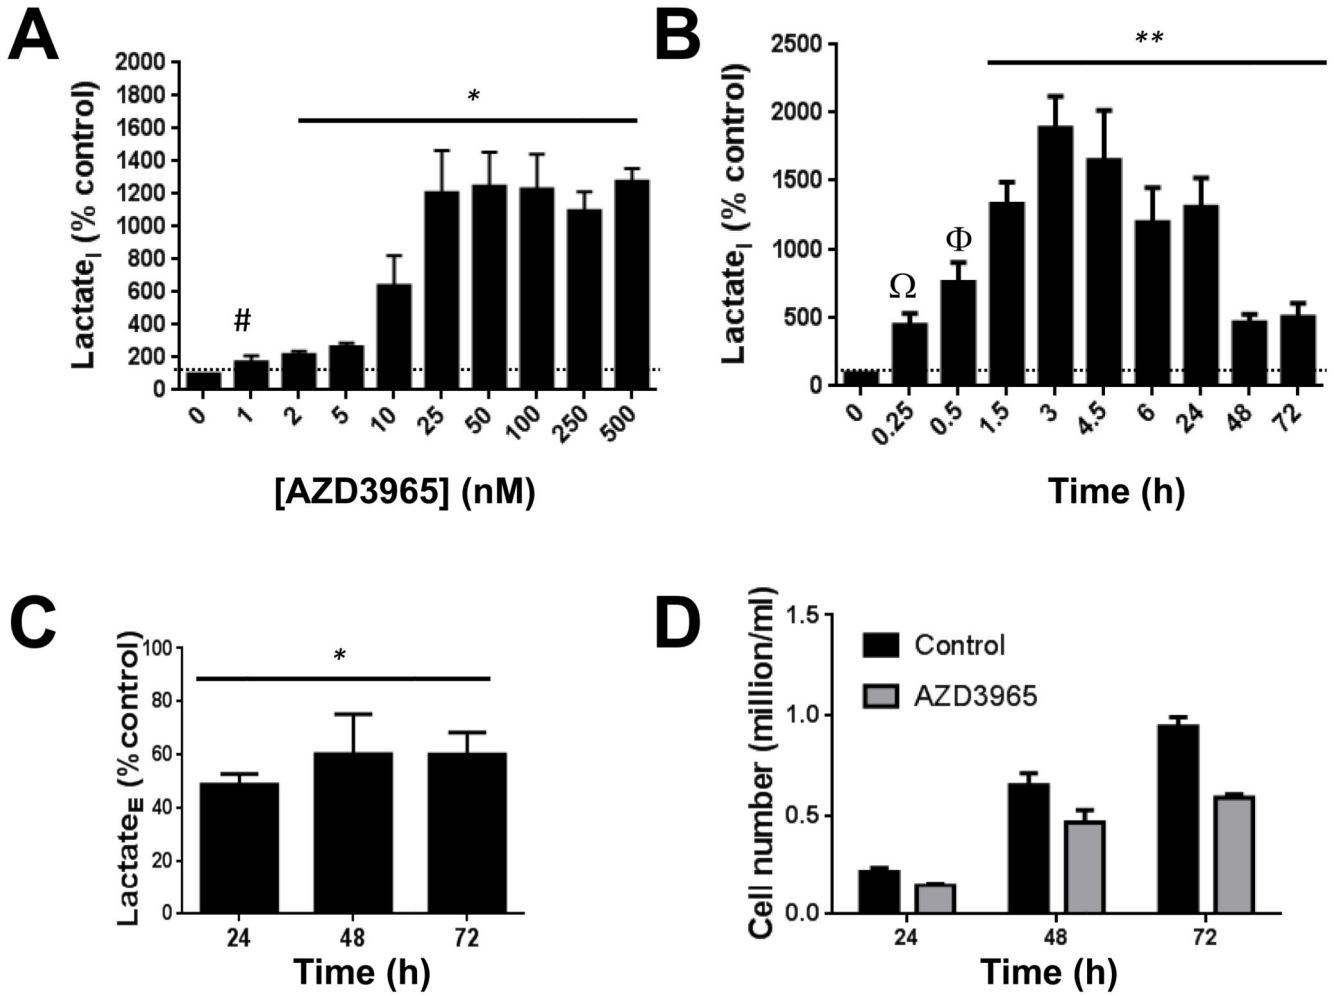 A
Lactate_I (% control)
2000
1800
1600
1400
1200
1000
800
600
400
200
0
*
#
0 1 2 5 10 25 50 100 250 500
[AZD3965] (nM)
B
Lactate_I (% control)
2500
2000
1500
1000
500
0
**
Φ
Ω
0 0.25 0.5 1.5 3 4.5 6 24 48 72
Time (h)
C
Lactate_E (% control)
100
80
60
40
20
0
*
24 48 72
Time (h)
D
Cell number (million/ml)
1.5
1.0
0.5
0.0
Control
AZD3965
24 48 72
Time (h)